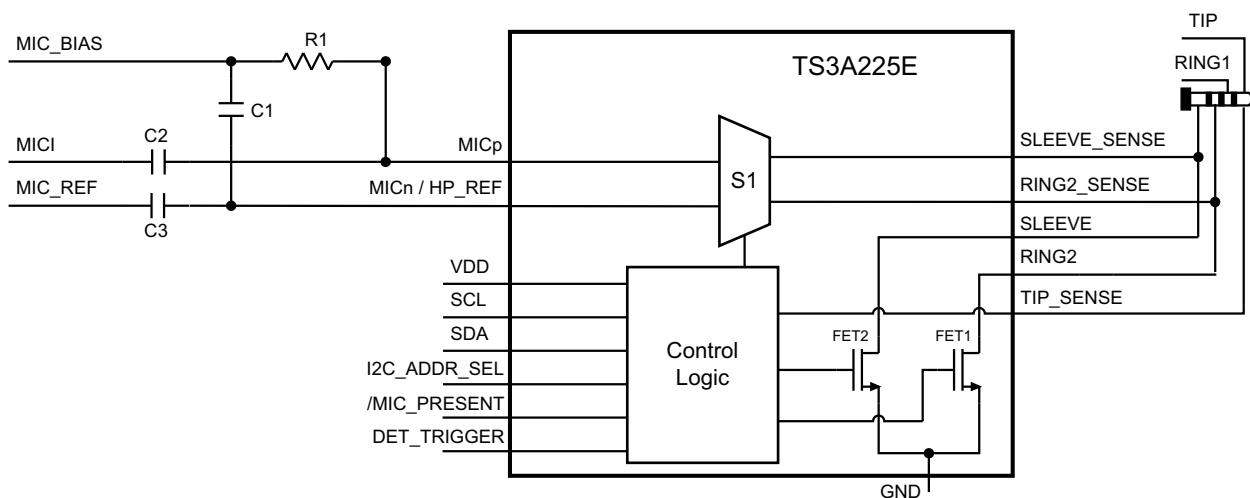 TIP
MIC_BIAS
R1
TS3A225E
RING1
C1
C2
MICI
MICp
SLEEVE_SENSE
S1
MIC_REF
MICn / HP_REF
RING2_SENSE
C3
SLEEVE
VDD
RING2
SCL
TIP_SENSE
SDA
FET2
FET1
Control
Logic
I2C_ADDR_SEL
/MIC_PRESENT
DET_TRIGGER
GND